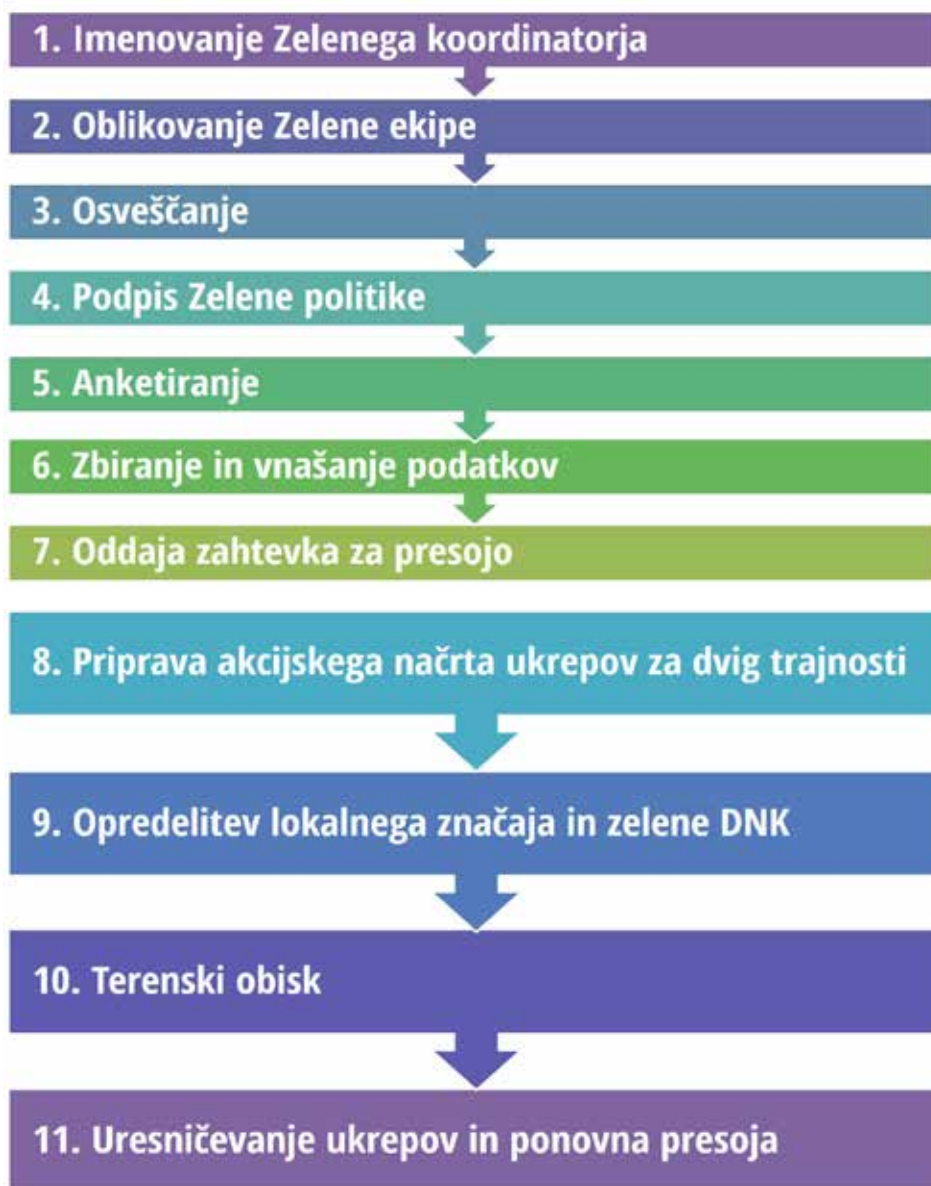 1. Imenovanje Zelenega koordinatorja
2. Oblikovanje Zelene ekipe
3. Osveščanje
4. Podpis Zelene politike
5. Anketiranje
6. Zbiranje in vnašanje podatkov
7. Oddaja zahtevka za presojo
8. Priprava akcijskega načrta ukrepov za dvig trajnosti
9. Opredelitev lokalnega značaja in zelene DNK
10. Terenski obisk
11. Uresničevanje ukrepov in ponovna presoja